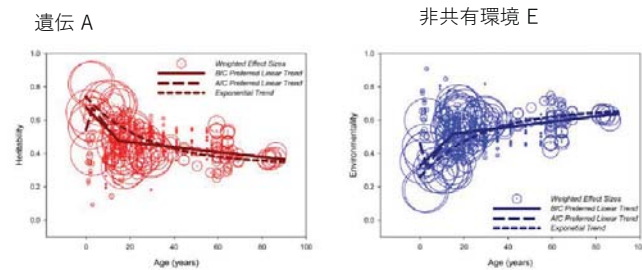 遺伝 A
非共有環境 E
1.0
0.8
0.6
0.4
0.2
0.0
Heritability
Weighted Effect Sizes
BIC Preferred Linear Trend
AIC Preferred Linear Trend
Exponential Trend
0
20
40
60
80
100
Age (years)
1.0
0.8
0.6
0.4
0.2
0.0
Environmentality
Weighted Effect Sizes
BIC Preferred Linear Trend
AIC Preferred Linear Trend
Exponetial Trend
0
20
40
60
80
100
Age (years)